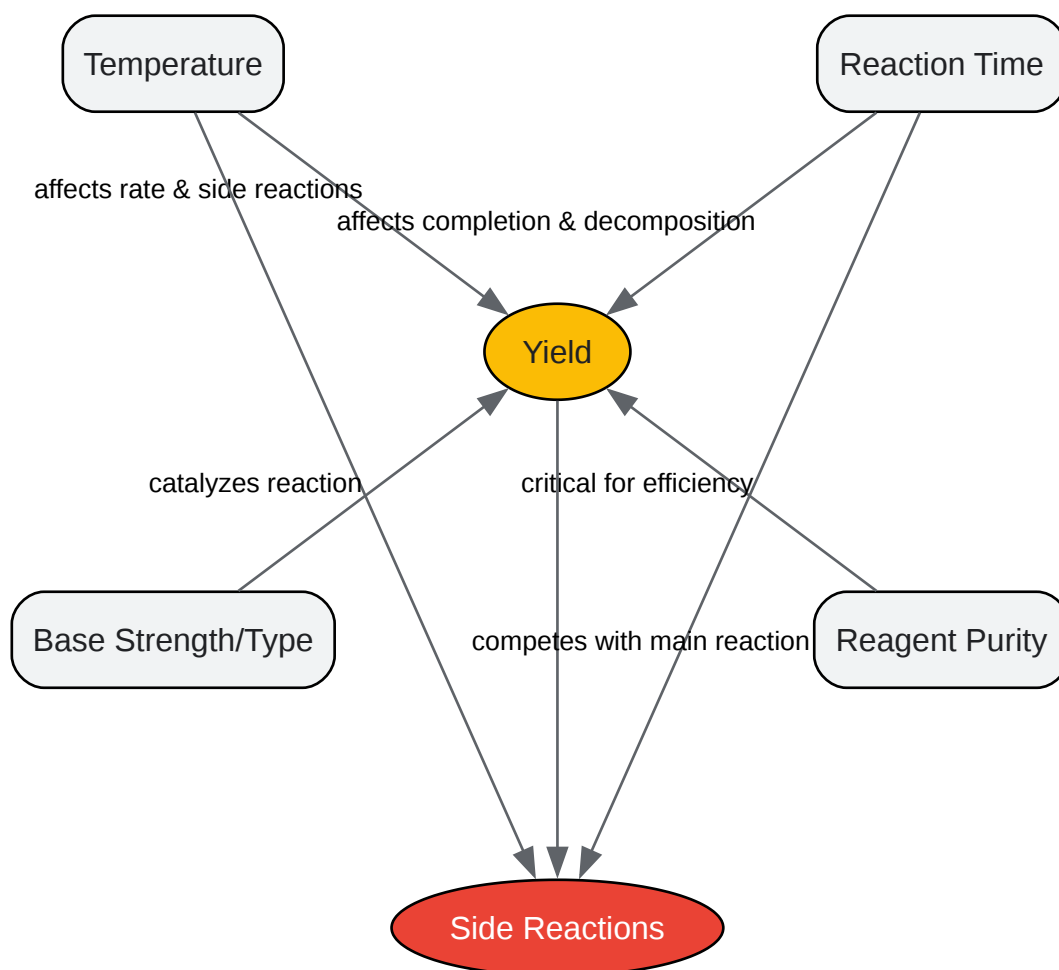 Temperature
Reaction Time
affects rate & side reactions
affects completion & decomposition
Yield
catalyzes reaction
critical for efficiency
Base Strength/Type
competes with main reaction
Reagent Purity
Side Reactions